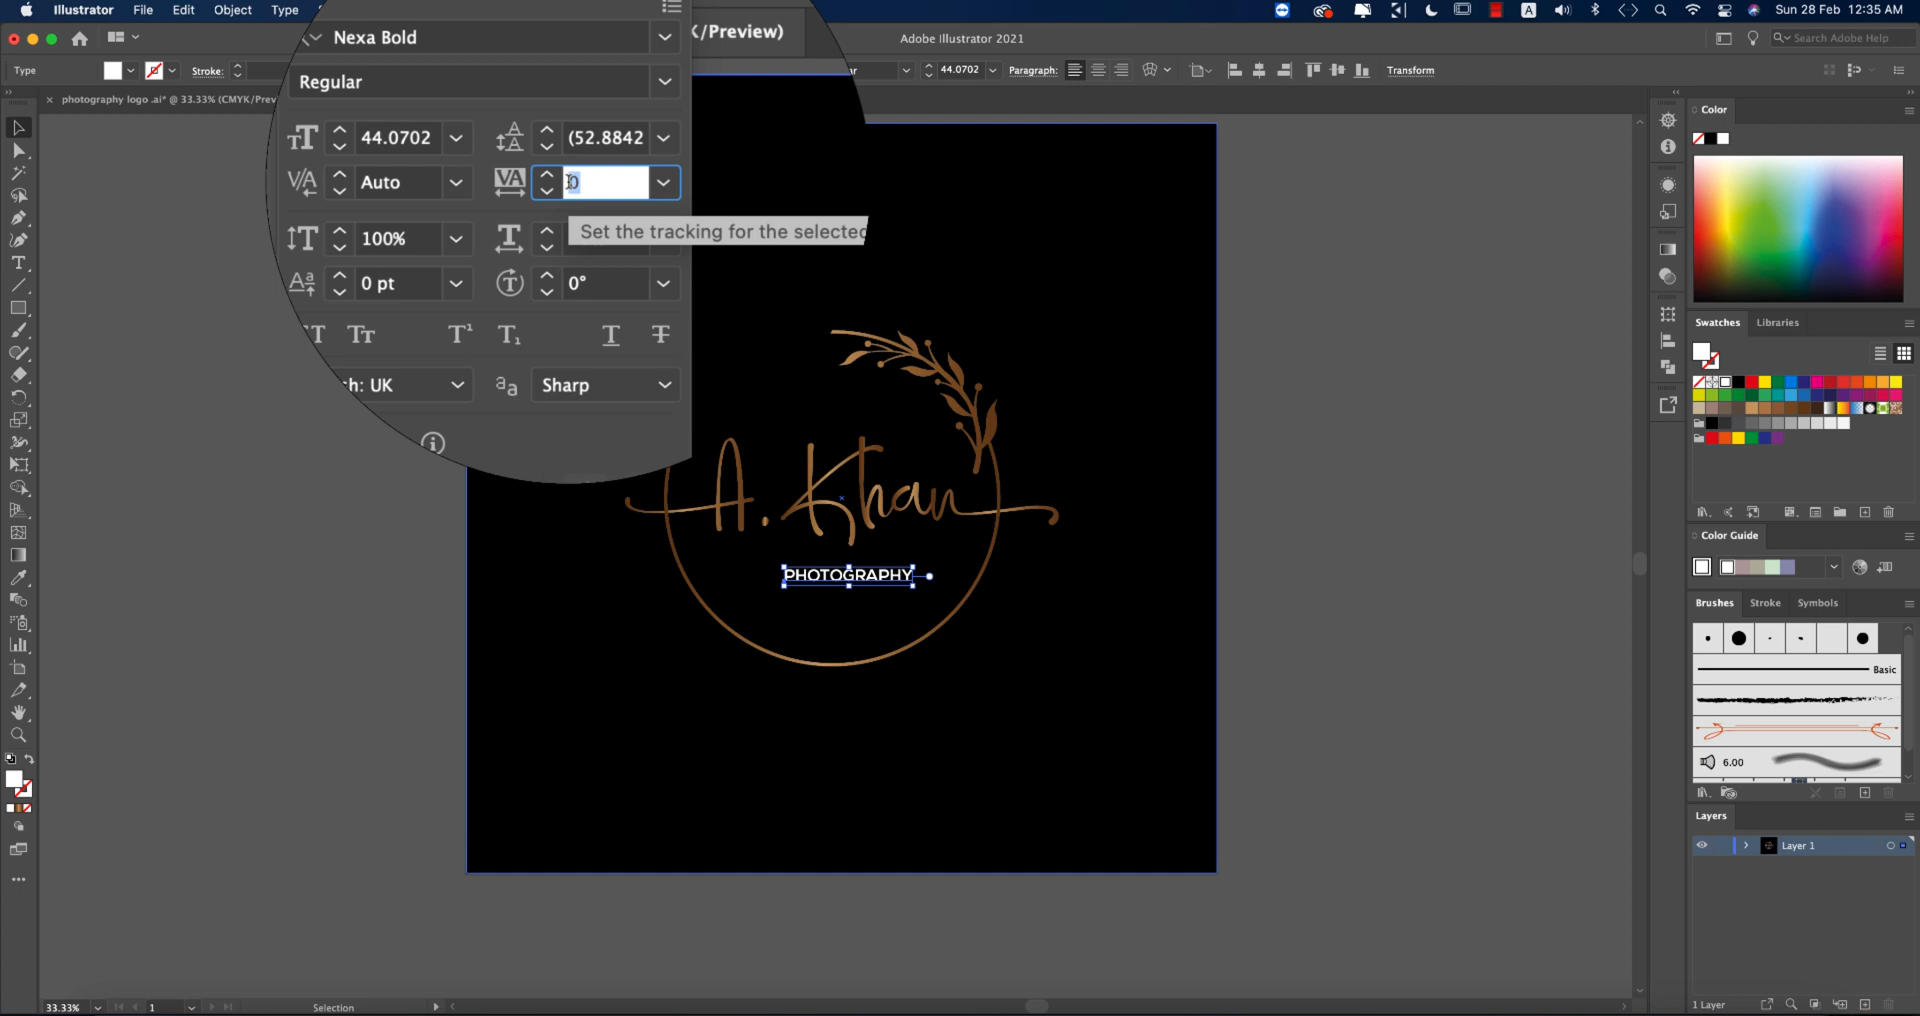 Illustrator File Edit Object Type
A
Sun 28 Feb 12:35 AM
Nexa Bold
/Preview)
Adobe Illustrator 2021
Search Adobe Help
Type
Stroke:
Regular
44.0702
Paragraph:
Transform
photography logo .ai* @ 33.33% (CMYK/Prev
44.0702
(52.8842
Auto
0
100%
Set the tracking for the selected
0 pt
0°
h: UK
Sharp
A. Khan
PHOTOGRAPHY
Color
Swatches Libraries
Color Guide
Brushes Stroke Symbols
Basic
6.00
Layers
Layer 1
1 Layer
33.33%
1
Selection